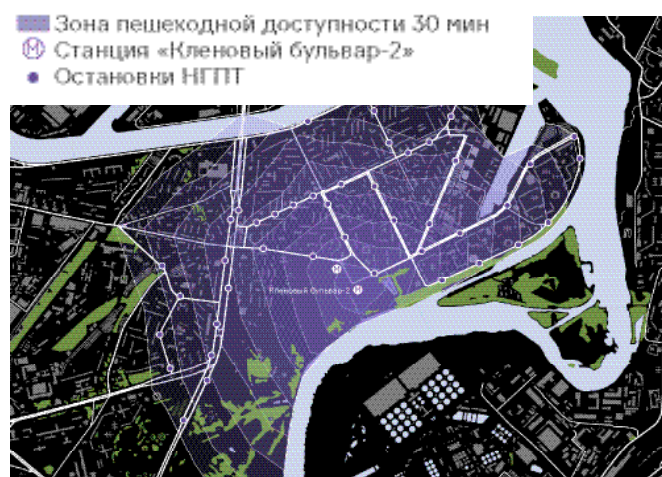 Зона пешеходной доступности 30 мин
М Станция «Кленовый бульвар-2»
Остановки НГПТ
М
Кленовый бульвар-2 М